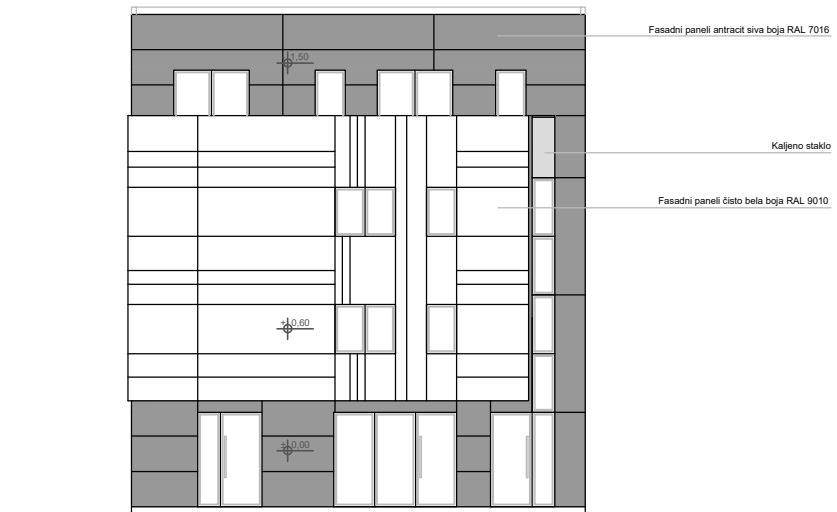 Fasadni paneli antracit siva boja RAL 7016
1,50
Kaljeno staklo
Fasadni paneli čisto bela boja RAL 9010
± 0,60
± 0,00